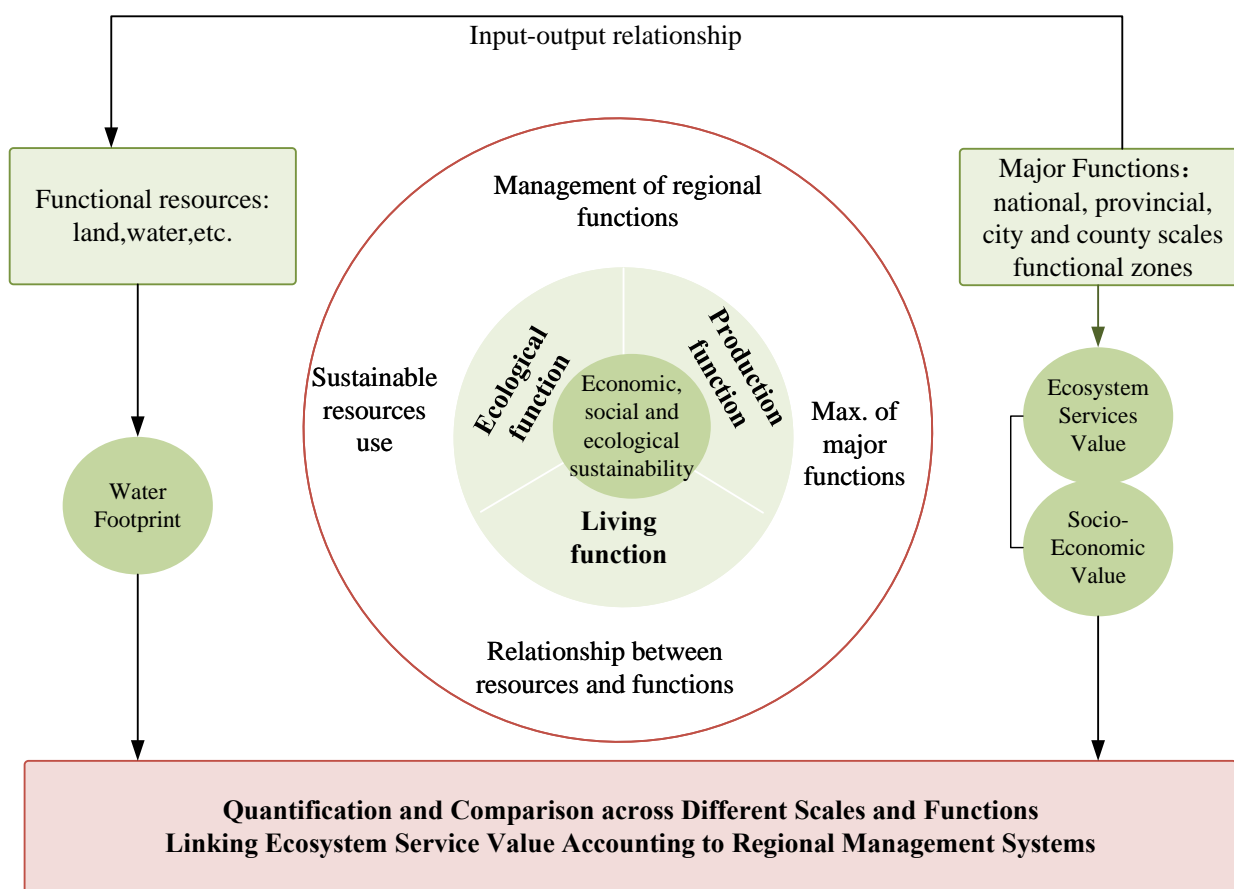 Input-output relationship
Functional resources:
land,water,etc.
Major Functions：
national, provincial,
city and county scales
functional zones
Management of regional
functions
Ecological
function
Production
function
Sustainable
resources
use
Economic,
social and
ecological
sustainability
Max. of
major
functions
Living
function
Relationship between
resources and functions
Water
Footprint
Ecosystem
Services
Value
Socio-
Economic
Value
Quantification and Comparison across Different Scales and Functions
Linking Ecosystem Service Value Accounting to Regional Management Systems